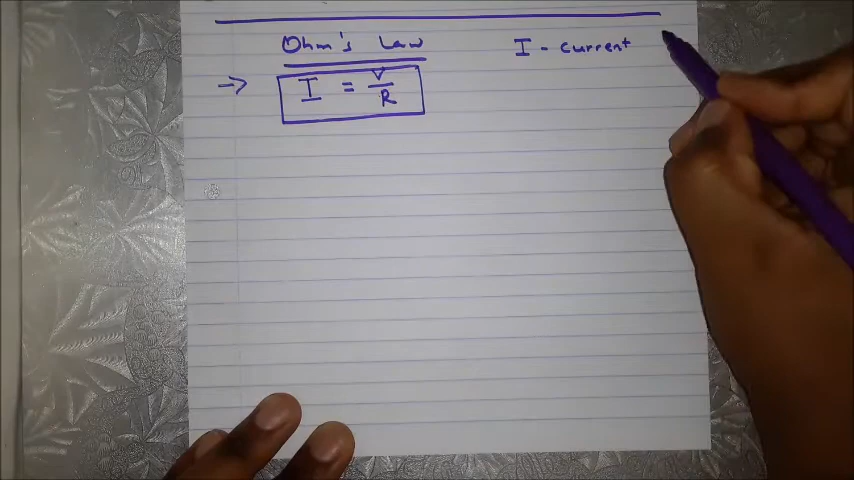 Ohm's Law
I - current
→ I = V/R